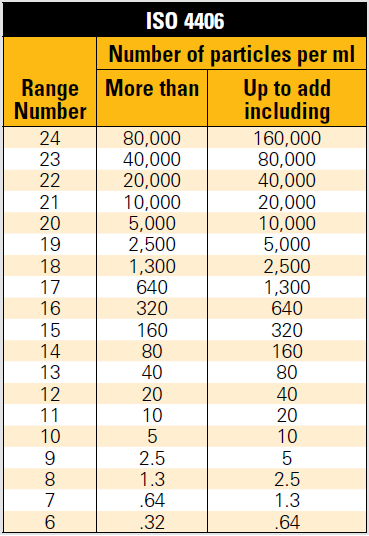 ISO 4406
Number of particles per ml
Range Number More than Up to add including
24 80,000 160,000
23 40,000 80,000
22 20,000 40,000
21 10,000 20,000
20 5,000 10,000
19 2,500 5,000
18 1,300 2,500
17 640 1,300
16 320 640
15 160 320
14 80 160
13 40 80
12 20 40
11 10 20
10 5 10
9 2.5 5
8 1.3 2.5
7 .64 1.3
6 .32 .64